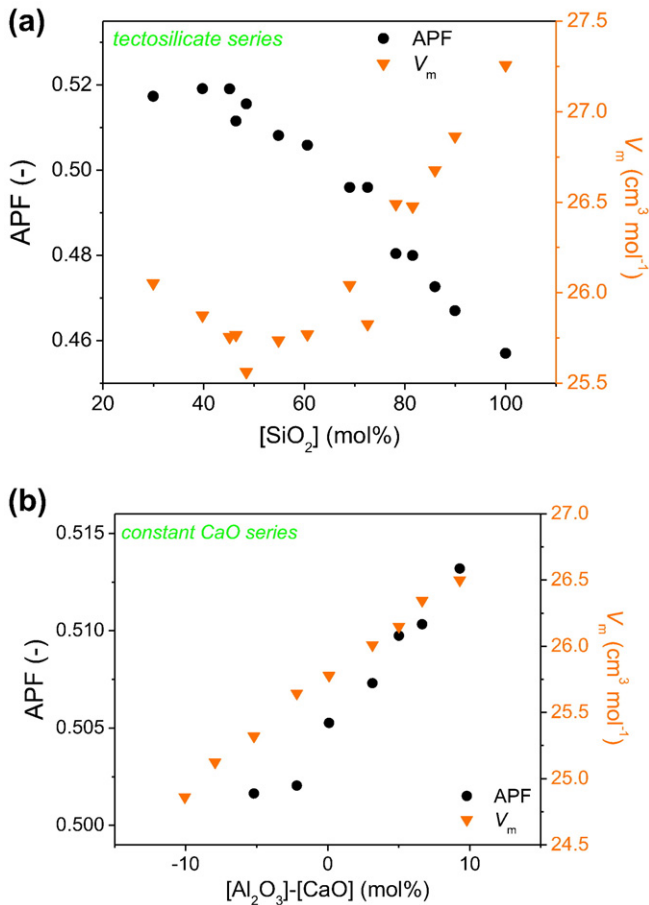 (a)
tectosilicate series
APF
Vm
0.52
0.50
0.48
0.46
APF (-)
27.5
27.0
26.5
26.0
25.5
Vm (cm3 mol-1)
20 40 60 80 100
[SiO2] (mol%)
(b)
constant CaO series
0.515
0.510
0.505
0.500
APF (-)
27.0
26.5
26.0
25.5
25.0
24.5
Vm (cm3 mol-1)
APF
Vm
-10 0 10
[Al2O3]-[CaO] (mol%)